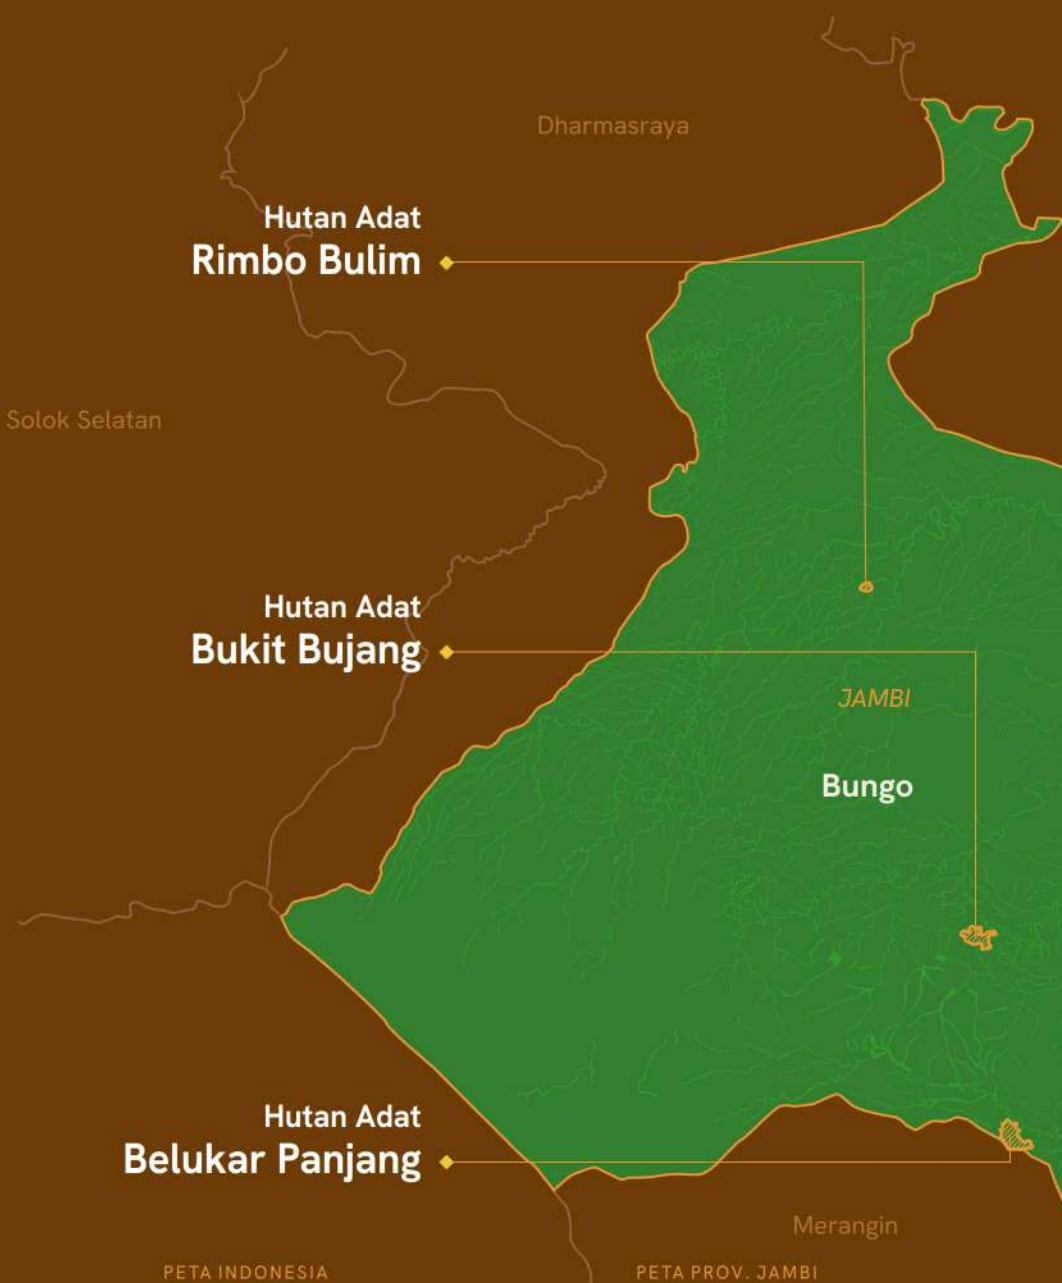 Dharmasraya
Hutan Adat
Rimbo Bulim
Solok Selatan
Hutan Adat
Bukit Bujang
JAMBI
Bungo
Hutan Adat
Belukar Panjang
Merangin
PETA INDONESIA
PETA PROV. JAMBI